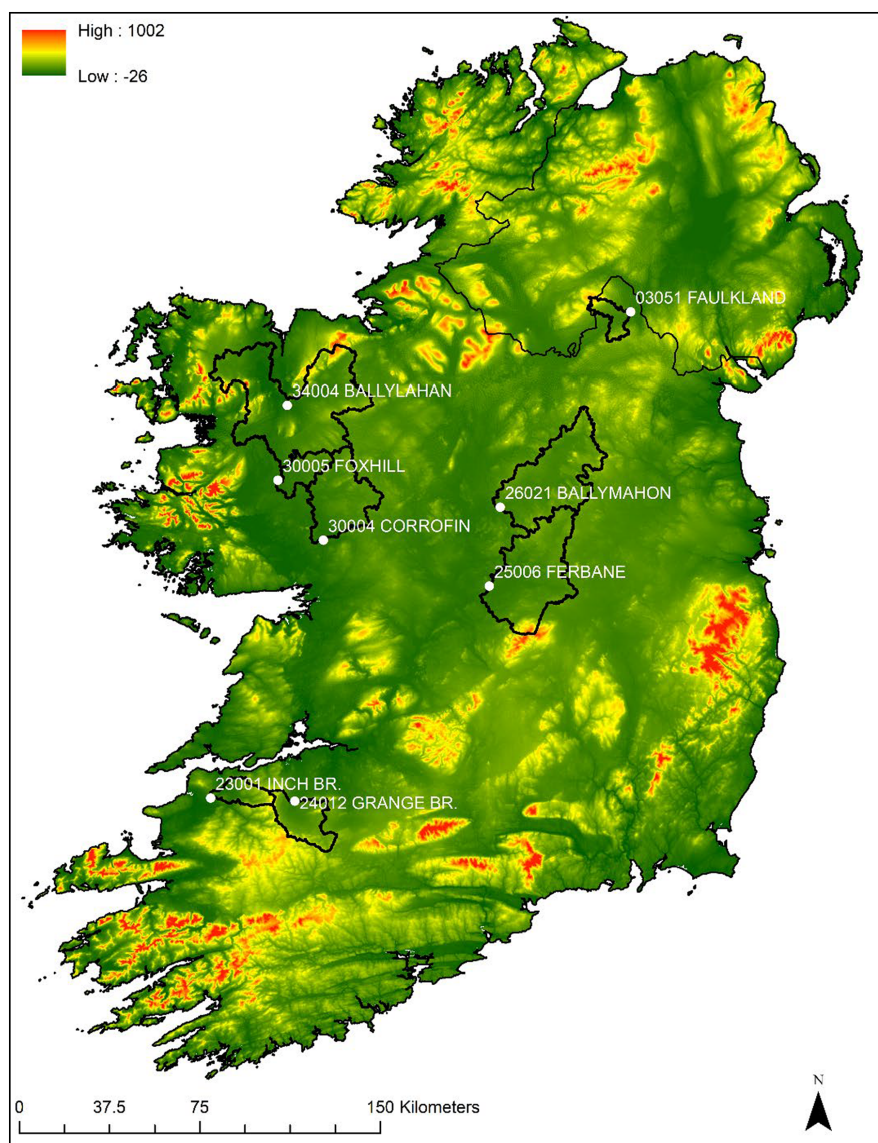 High : 1002
Low : -26
03051 FAULKLAND
34004 BALLYLAHAN
30005 FOXHILL
26021 BALLYMAHON
30004 CORROFIN
25006 FERBANE
23001 INCH BR.
24012 GRANGE BR.
N
0 37.5 75 150 Kilometers